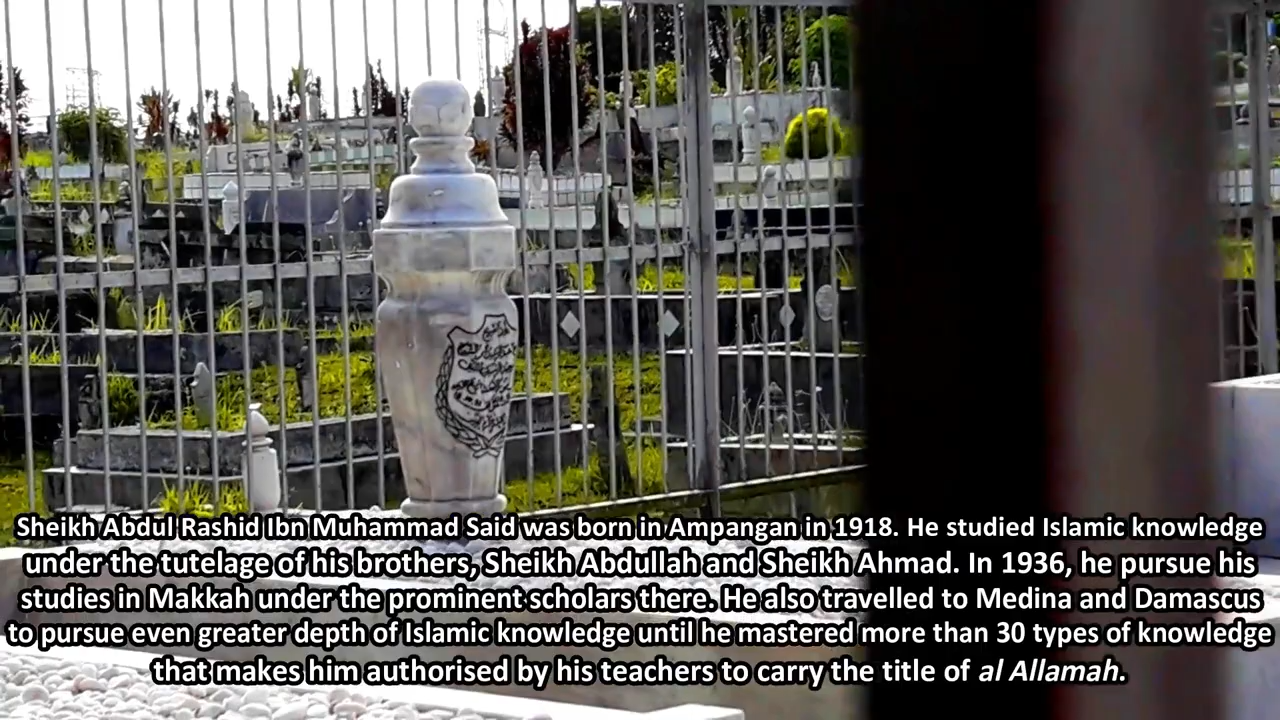 Sheikh Abdul Rashid Ibn Muhammad Said was born in Ampangan in 1918. He studied Islamic knowledge
under the tutelage of his brothers, Sheikh Abdullah and Sheikh Ahmad. In 1936, he pursue his
studies in Makkah under the prominent scholars there. He also travelled to Medina and Damascus
to pursue even greater depth of Islamic knowledge until he mastered more than 30 types of knowledge
that makes him authorised by his teachers to carry the title of al Allamah.